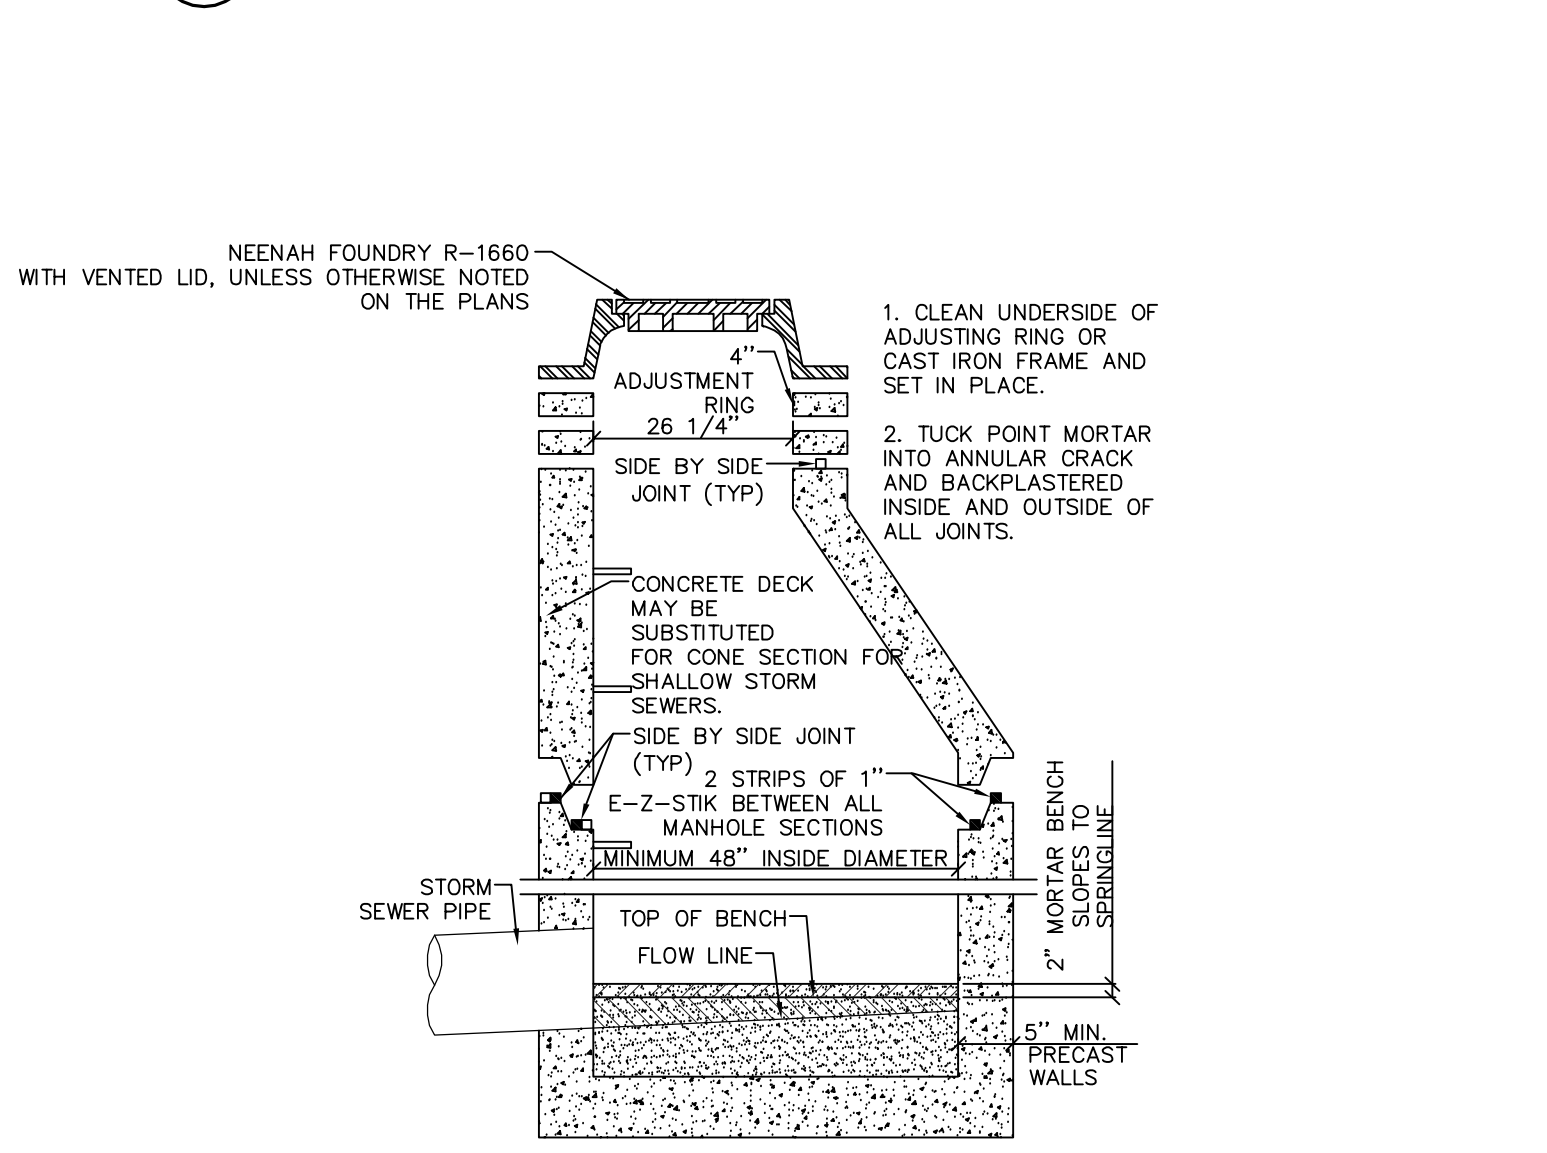 NEENAH FOUNDRY R-1660
WITH VENTED LID, UNLESS OTHERWISE NOTED
ON THE PLANS
1. CLEAN UNDERSIDE OF
ADJUSTING RING OR
CAST IRON FRAME AND
SET IN PLACE.
2. TUCK POINT MORTAR
INTO ANNULAR CRACK
AND BACKPLASTERED
INSIDE AND OUTSIDE OF
ALL JOINTS.
4"
ADJUSTMENT
RING
26 1/4"
SIDE BY SIDE
JOINT (TYP)
CONCRETE DECK
MAY BE
SUBSTITUTED
FOR CONE SECTION FOR
SHALLOW STORM
SEWERS.
SIDE BY SIDE JOINT
(TYP)
2 STRIPS OF 1"
E-Z-STIK BETWEEN ALL
MANHOLE SECTIONS
MINIMUM 48" INSIDE DIAMETER
STORM
SEWER PIPE
TOP OF BENCH
FLOW LINE
2" MORTAR BENCH
SLOPES TO
SPRINGLINE
5" MIN.
PRECAST
WALLS